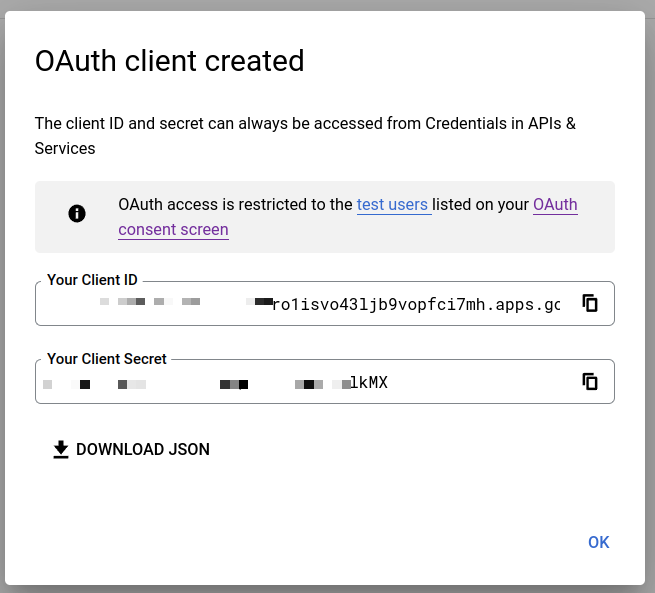 OAuth client created
The client ID and secret can always be accessed from Credentials in APIs &
Services
OAuth access is restricted to the test users listed on your OAuth
consent screen
Your Client ID
ro1isvo43ljb9vopfci7mh.apps.gc
Your Client Secret
lkMX
DOWNLOAD JSON
OK